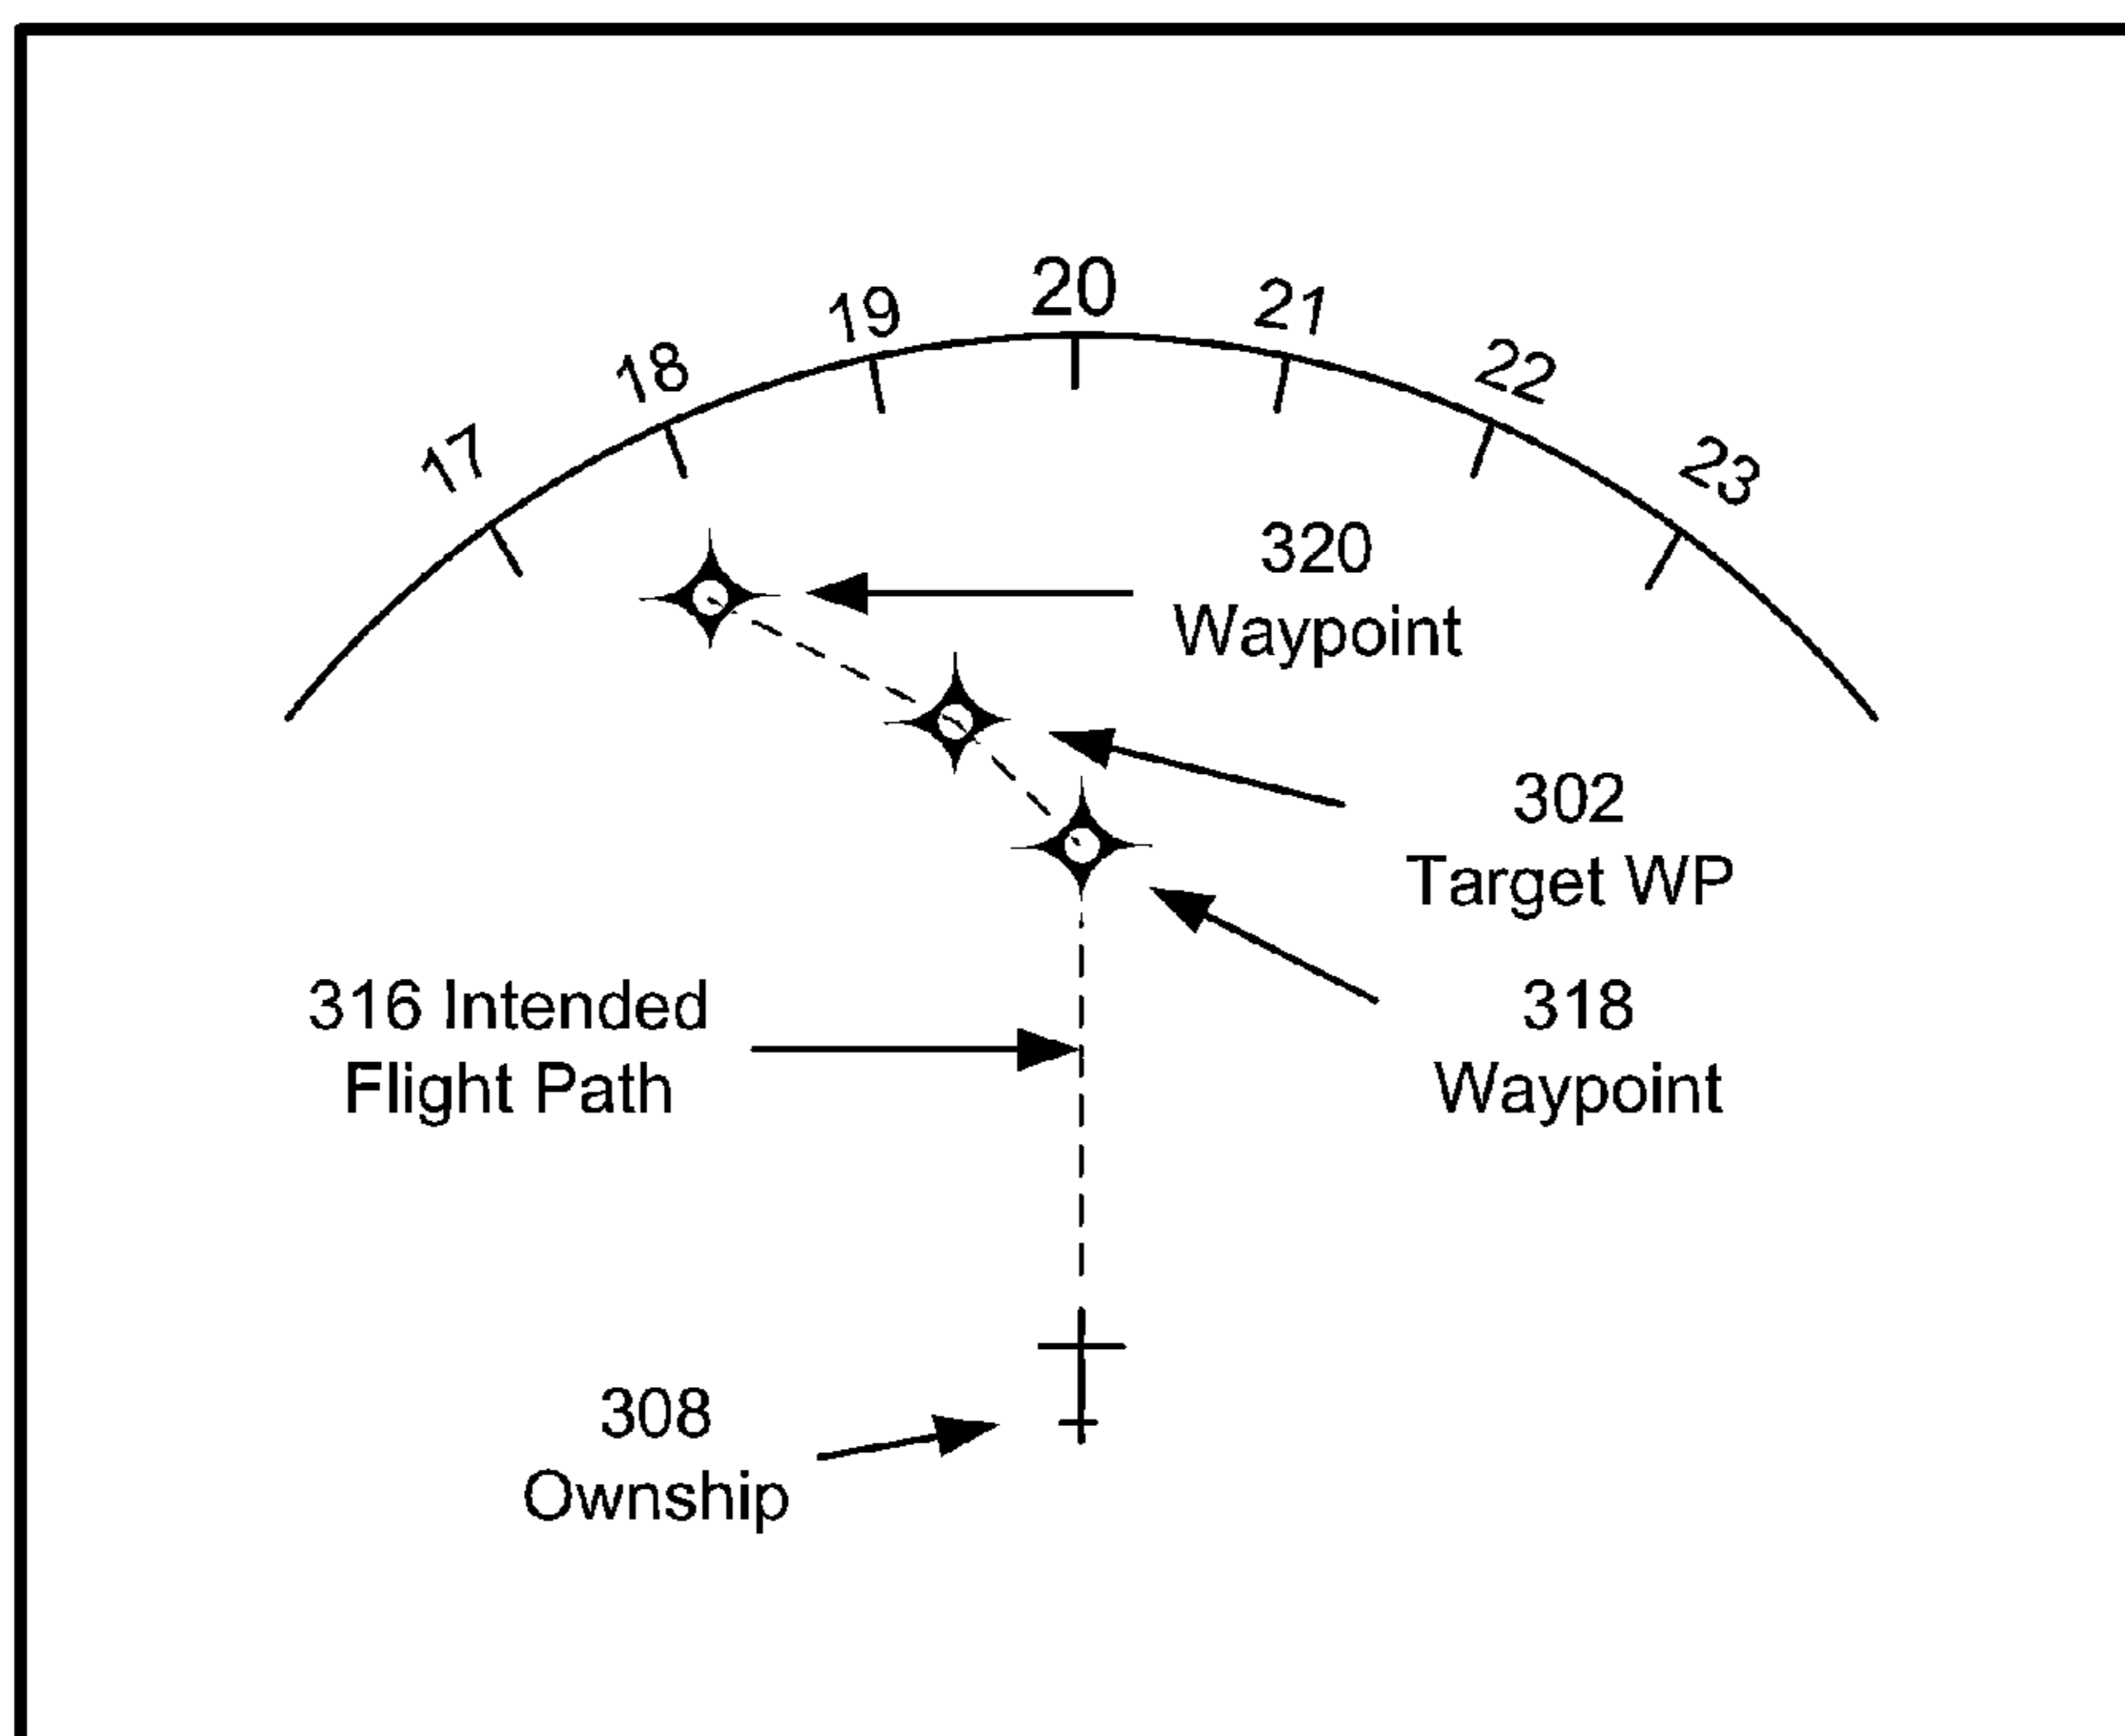 17
18
19
20
21
22
23
320
Waypoint
302
Target WP
318
Waypoint
316 Intended
Flight Path
308
Ownship